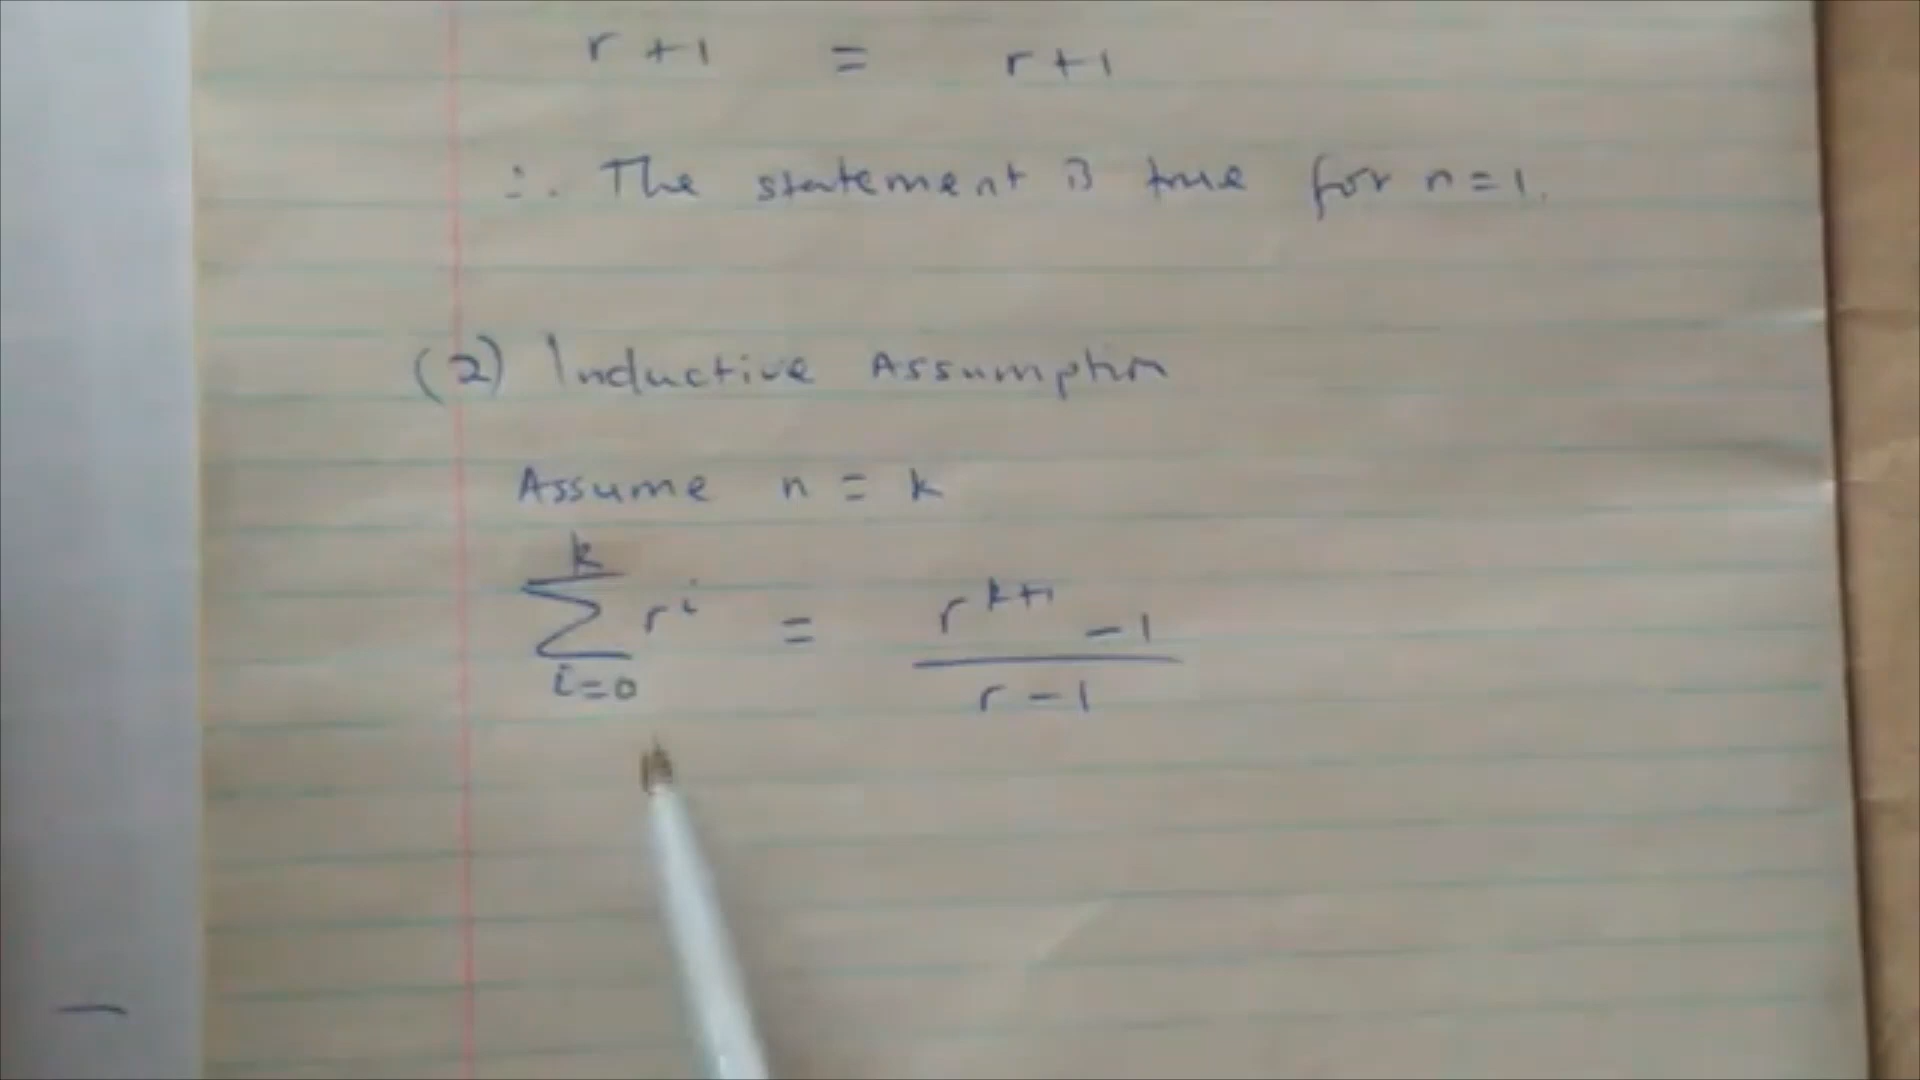 r + 1 = r + 1
∴ The statement is true for n = 1.
(2) Inductive Assumption
Assume n = k
k
∑ r^i = (r^{k+1} - 1) / (r - 1)
i=0